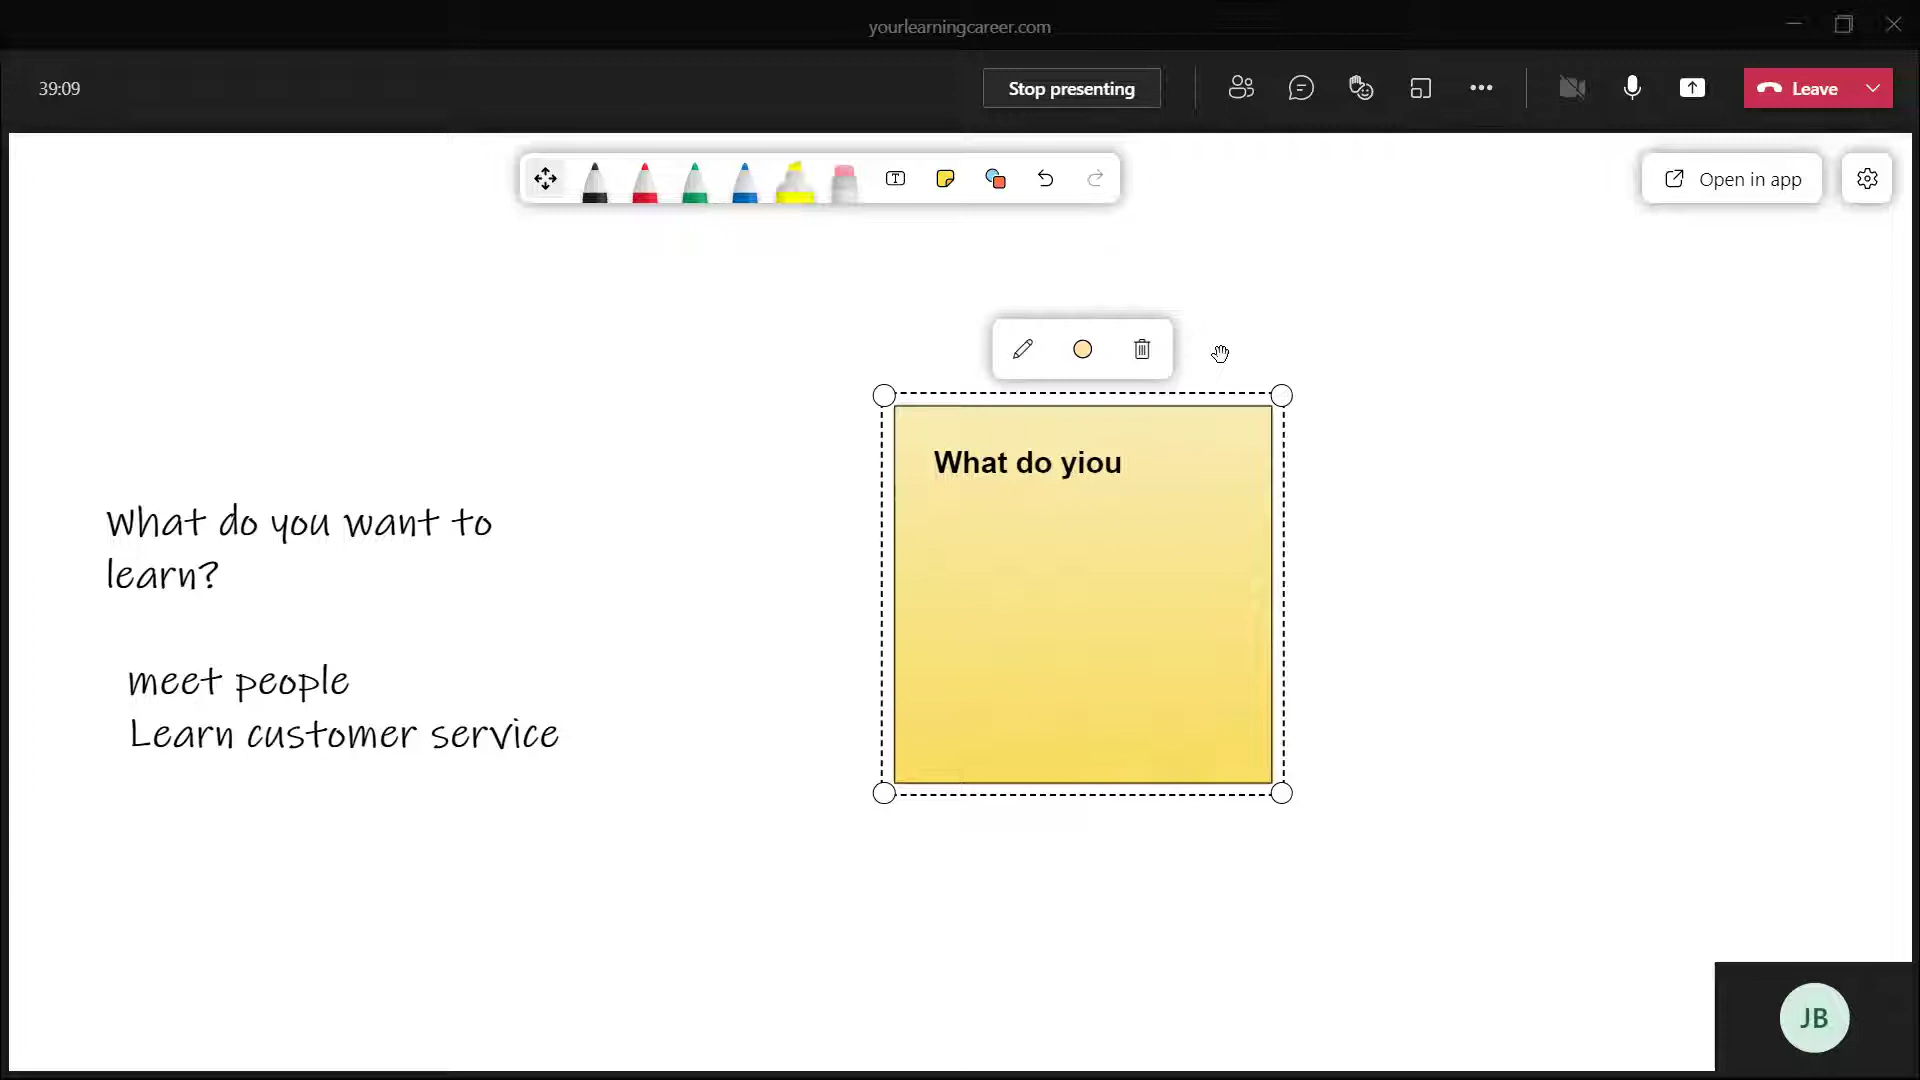 yourlearningcareer.com
39:09
Stop presenting
Leave
T
Open in app
What do yiou
What do you want to
learn?
meet people
Learn customer service
JB